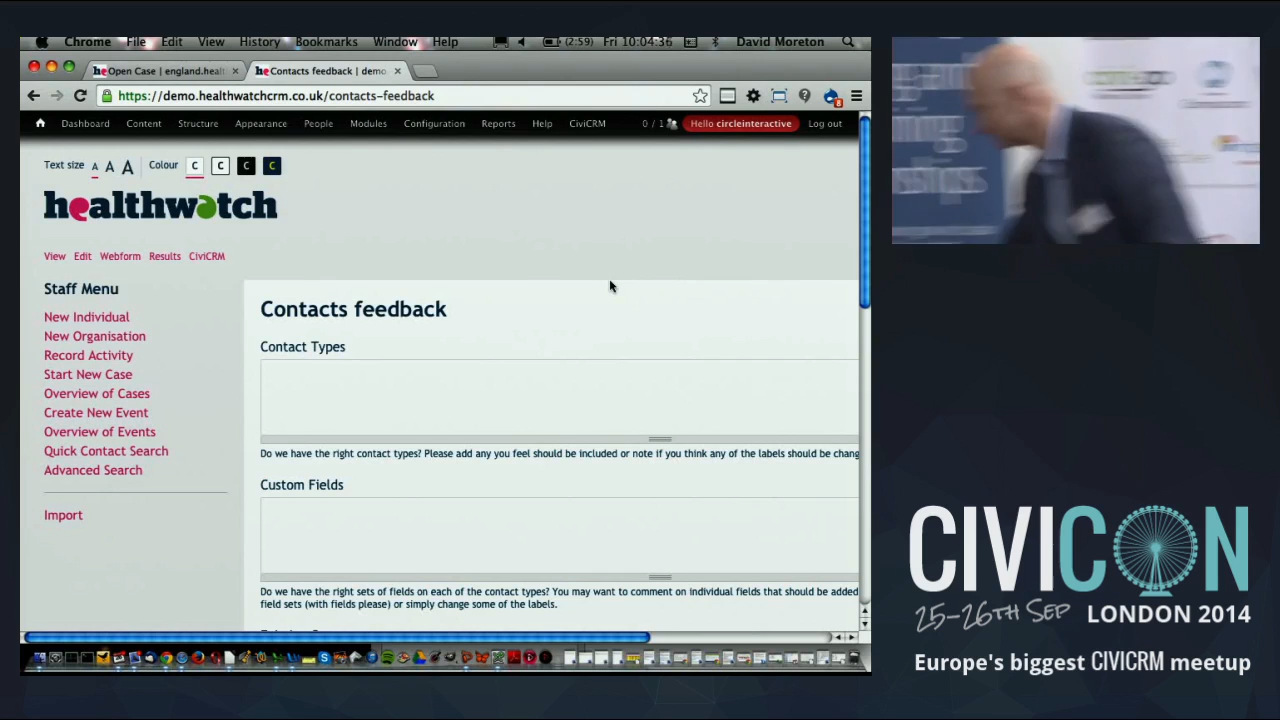 Chrome File Edit View History Bookmarks Window Help (2:59) Fri 10:04:36 David Moreton
Open Case | england.healt Contacts feedback | demo.
https://demo.healthwatchcrm.co.uk/contacts-feedback
Dashboard Content Structure Appearance People Modules Configuration Reports Help CiviCRM 0 / 1 Hello circleinteractive Log out
Text size A A A Colour C C C C
healthwatch
View Edit Webform Results CiviCRM
Staff Menu
New Individual
New Organisation
Record Activity
Start New Case
Overview of Cases
Create New Event
Overview of Events
Quick Contact Search
Advanced Search
Import
Contacts feedback
Contact Types
Do we have the right contact types? Please add any you feel should be included or note if you think any of the labels should be chang
Custom Fields
Do we have the right sets of fields on each of the contact types? You may want to comment on individual fields that should be added
field sets (with fields please) or simply change some of the labels.
CIVICON
25-26TH SEP LONDON 2014
Europe's biggest CIVICRM meetup